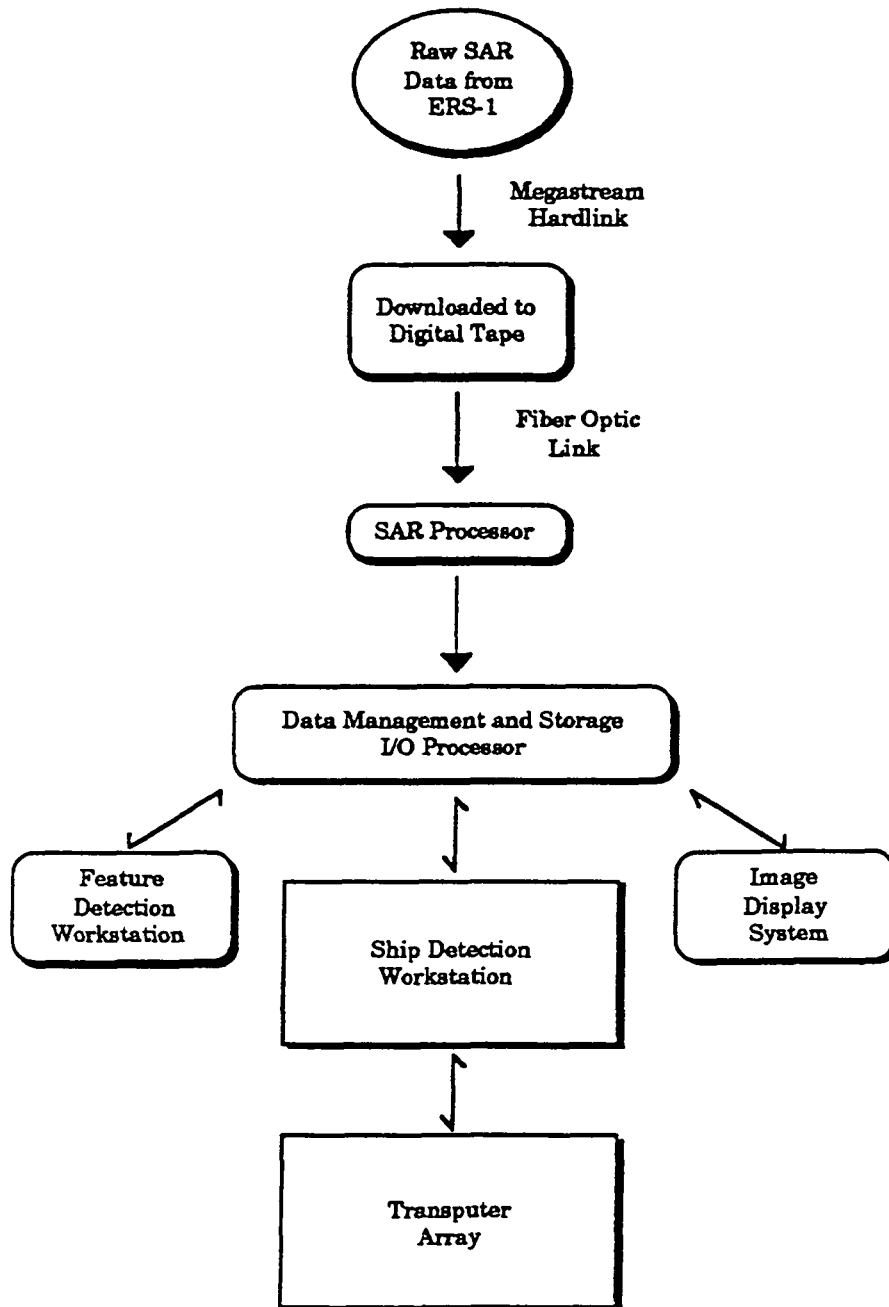 Raw SAR
Data from
ERS-1
Megastream
Hardlink
Downloaded to
Digital Tape
Fiber Optic
Link
SAR Processor
Data Management and Storage
I/O Processor
Feature
Detection
Workstation
Ship Detection
Workstation
Image
Display
System
Transputer
Array